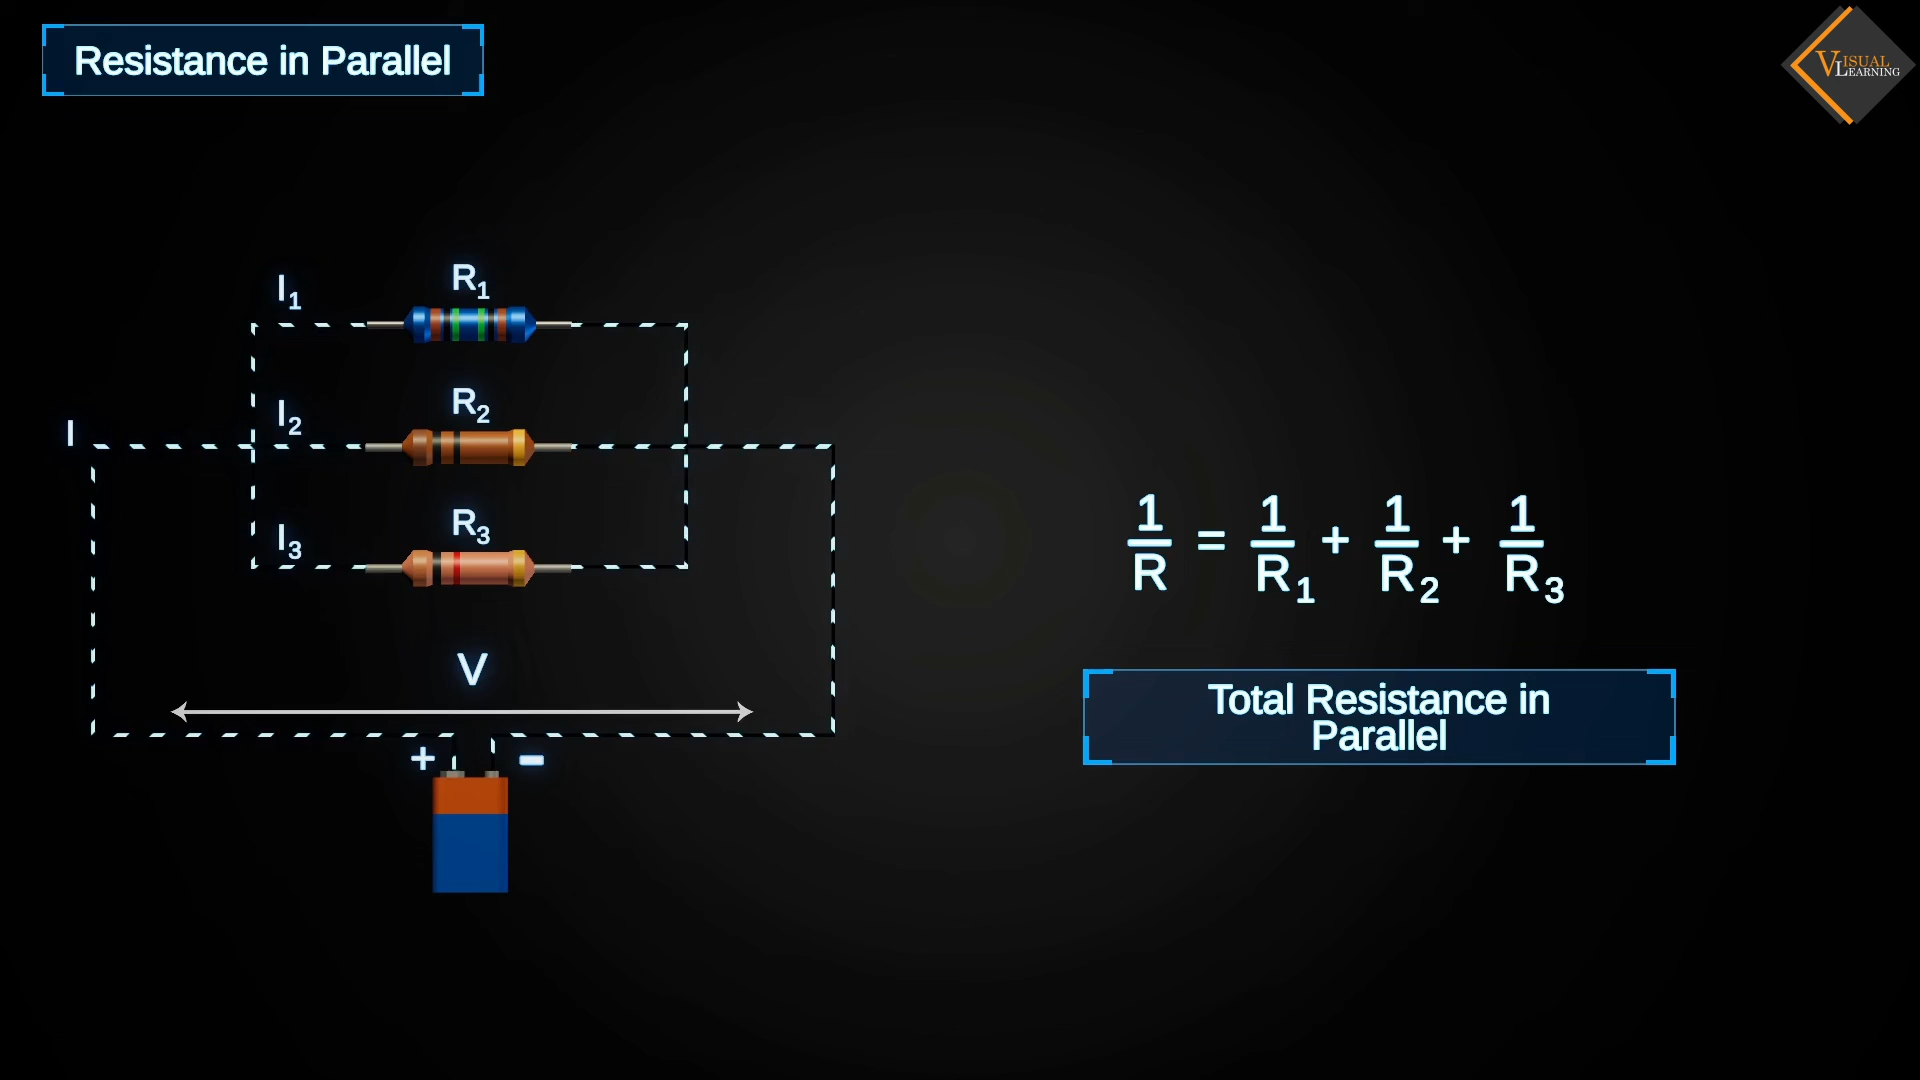 Resistance in Parallel
VISUAL
LEARNING
I₁
R₁
I₂
R₂
I
I₃
R₃
V
+ -
1/R = 1/R₁ + 1/R₂ + 1/R₃
Total Resistance in
Parallel